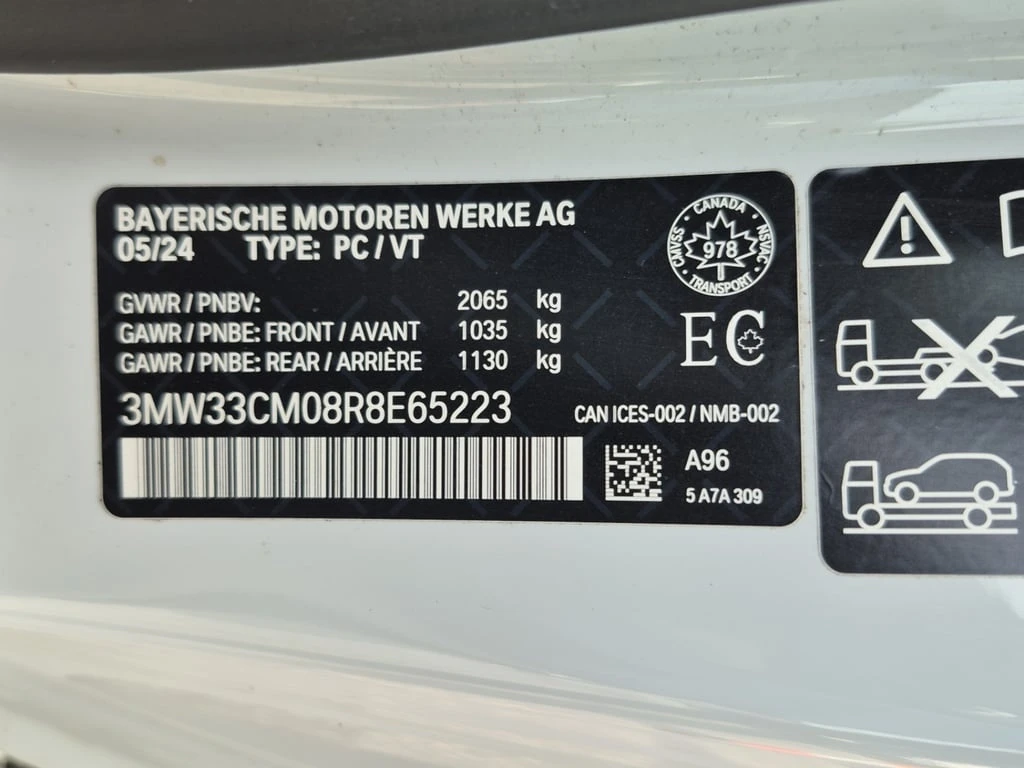 BAYERISCHE MOTOREN WERKE AG
05/24 TYPE: PC / VT
GVWR / PNBV: 2065 kg
GAWR / PNBE: FRONT / AVANT 1035 kg
GAWR / PNBE: REAR / ARRIÈRE 1130 kg
3MW33CM08R8E65223
CANADA
CMVSS
978
NSVAC
TRANSPORT
EC
CAN ICES-002 / NMB-002
A96
5 A7A 309